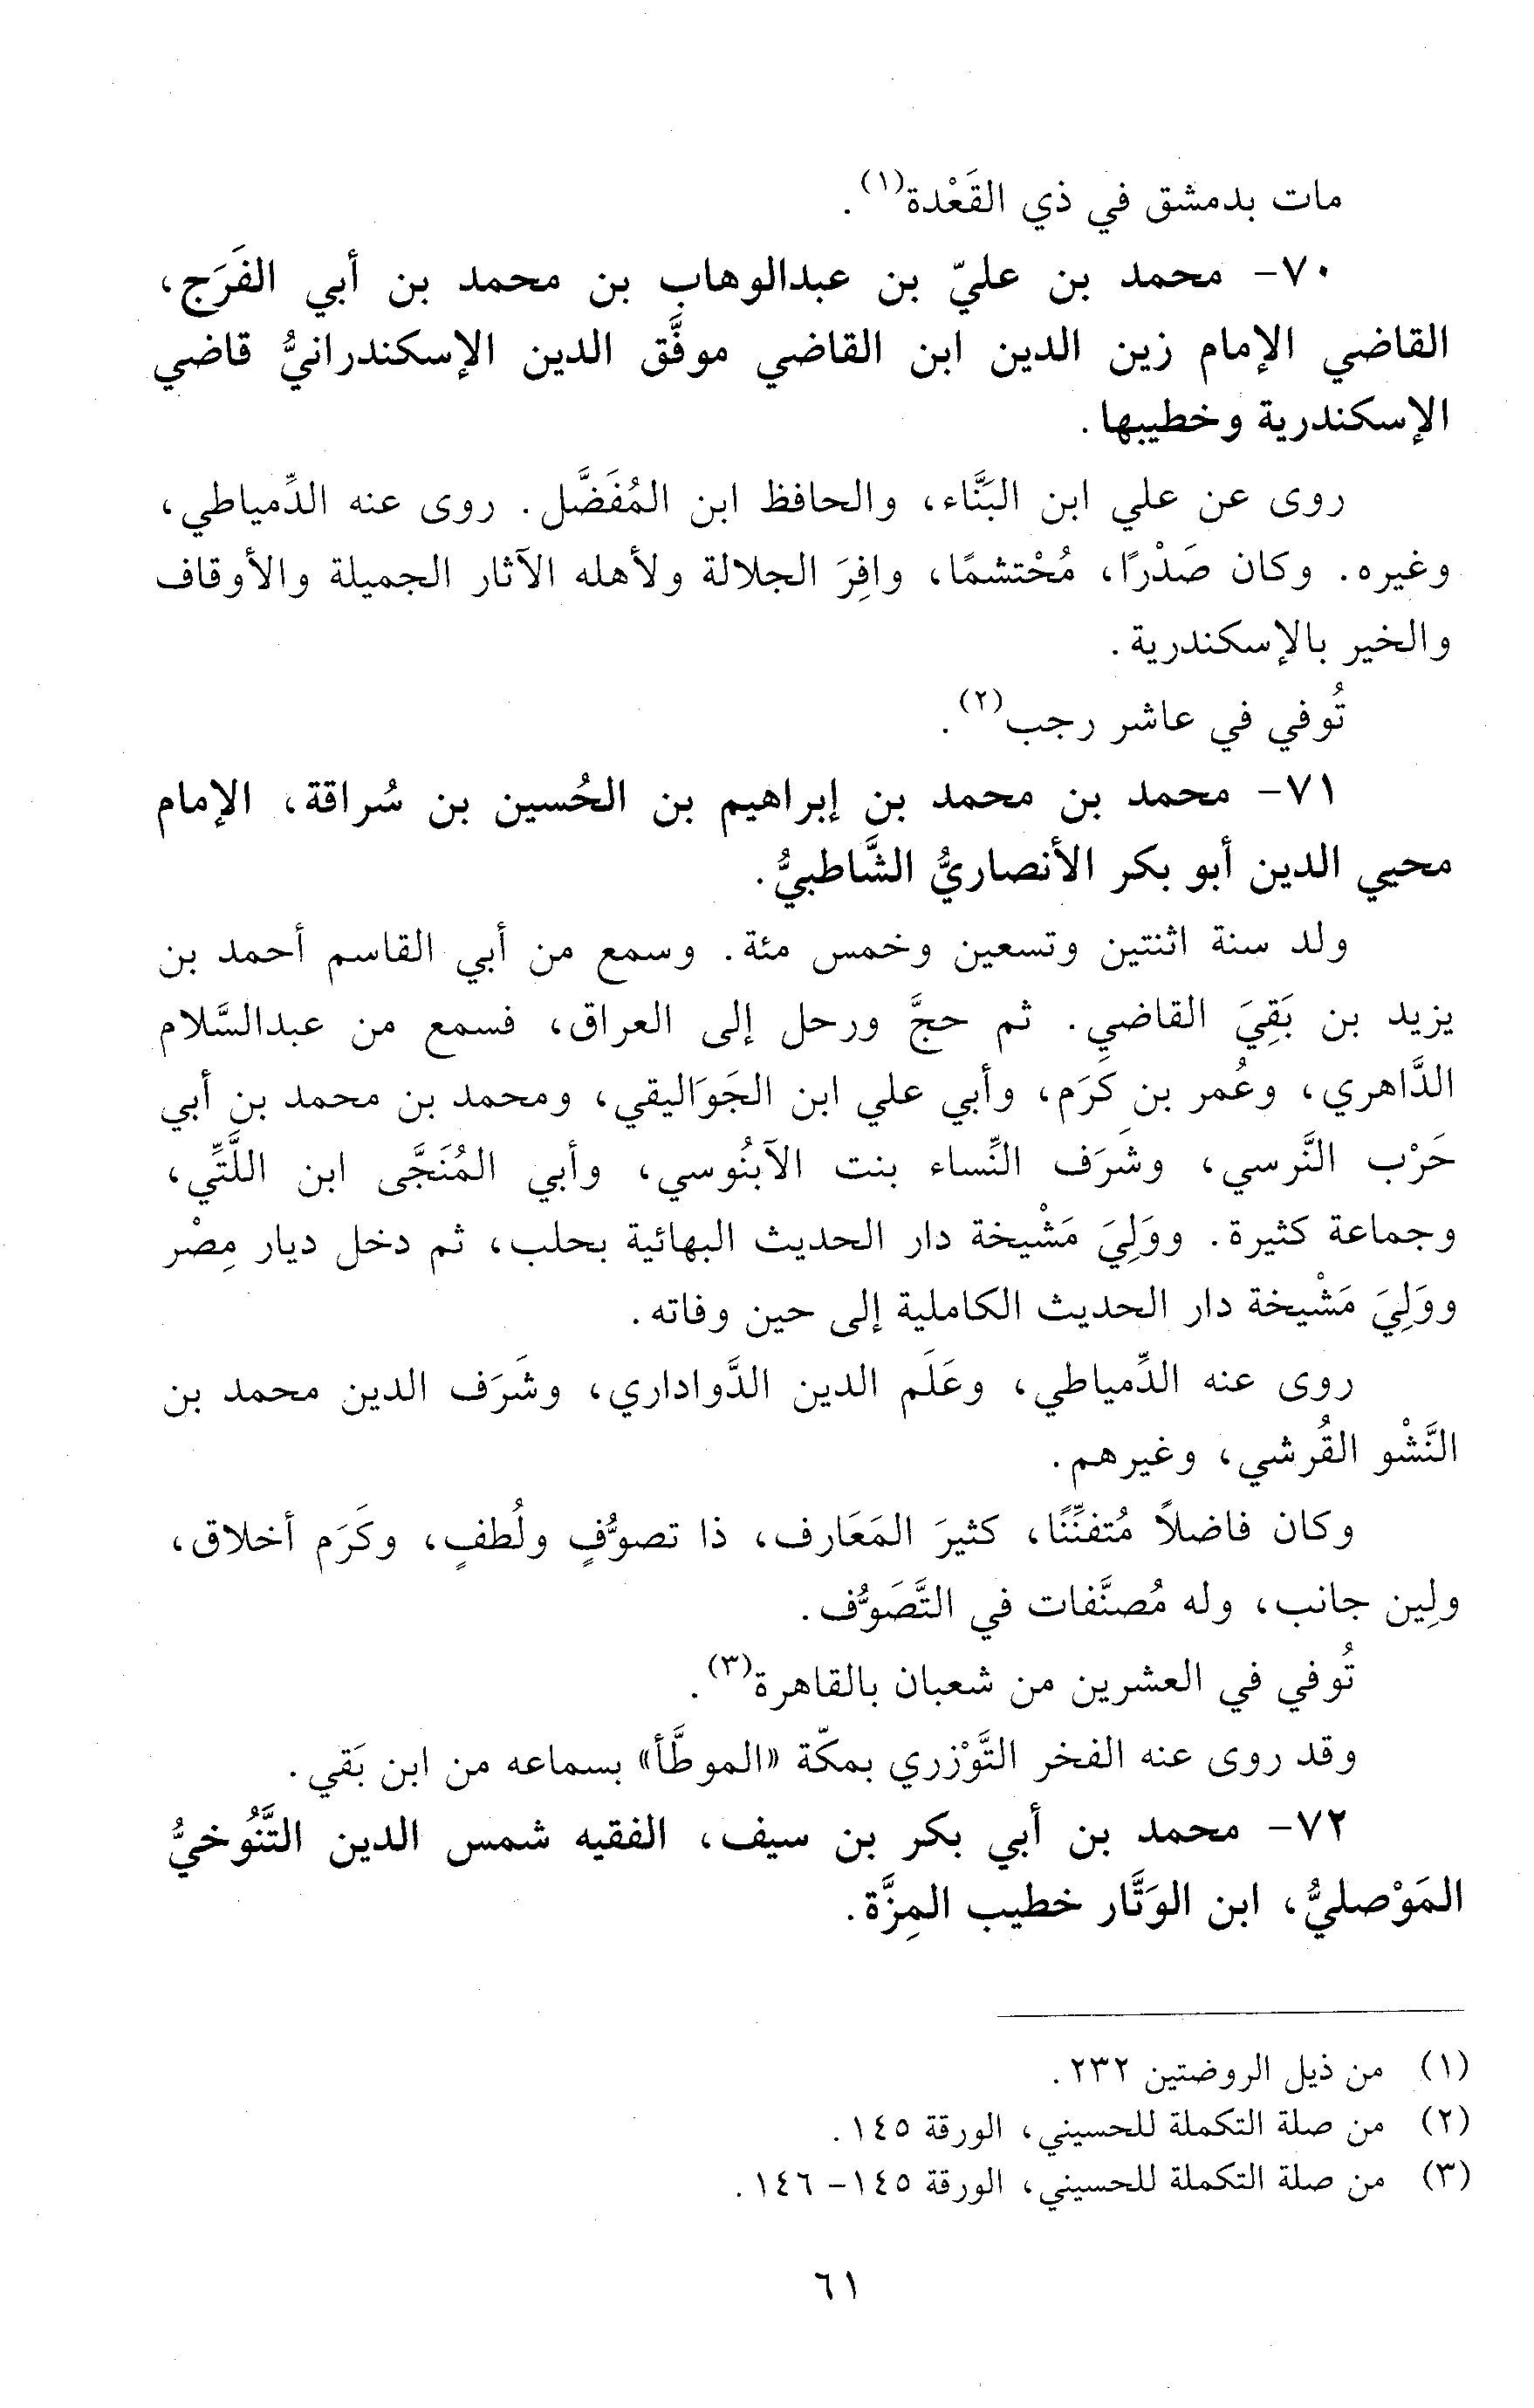 مات بدمشق في ذي القَعْدة(١).
٧٠- محمد بن عليّ بن عبدالوهاب بن محمد بن أبي الفَرَج،
القاضي الإمام زين الدين ابن القاضي موفَّق الدين الإسكندرانيُّ قاضي
الإسكندرية وخطيبها.
روى عن علي ابن البَنَّاء، والحافظ ابن المُفَضَّل. روى عنه الدِّمياطي،
وغيره. وكان صَدْرًا، مُحْتشمًا، وافِرَ الجلالة ولأهله الآثار الجميلة والأوقاف
والخير بالإسكندرية.
تُوفي في عاشر رجب(٢).
٧١- محمد بن محمد بن إبراهيم بن الحُسين بن سُراقة، الإمام
محيي الدين أبو بكر الأنصاريُّ الشَّاطبيُّ.
ولد سنة اثنتين وتسعين وخمس مئة. وسمع من أبي القاسم أحمد بن
يزيد بن بَقِيَ القاضي. ثم حجَّ ورحل إلى العراق، فسمع من عبدالسَّلام
الدَّاهري، وعُمر بن كَرَم، وأبي علي ابن الجَوَاليقي، ومحمد بن محمد بن أبي
حَرْب النَّرسي، وشَرَف النِّساء بنت الآبنُوسي، وأبي المُنَجَّى ابن اللَّتِّي،
وجماعة كثيرة. ووَلِيَ مَشْيخة دار الحديث البهائية بحلب، ثم دخل ديار مِصْر
ووَلِيَ مَشْيخة دار الحديث الكاملية إلى حين وفاته.
روى عنه الدِّمياطي، وعَلَم الدين الدَّواداري، وشَرَف الدين محمد بن
النَّشْو القُرشي، وغيرهم.
وكان فاضلاً مُتفنِّنًا، كثيرَ المَعَارف، ذا تصوُّفٍ ولُطفٍ، وكَرَم أخلاق،
ولِين جانب، وله مُصنَّفات في التَّصَوُّف.
تُوفي في العشرين من شعبان بالقاهرة(٣).
وقد روى عنه الفخر التَّوْزري بمكّة «الموطَّأ» بسماعه من ابن بَقي.
٧٢- محمد بن أبي بكر بن سيف، الفقيه شمس الدين التَّنُوخيُّ
المَوْصليُّ، ابن الوَتَّار خطيب المِزَّة.
(١) من ذيل الروضتين ٢٣٢.
(٢) من صلة التكملة للحسيني، الورقة ١٤٥.
(٣) من صلة التكملة للحسيني، الورقة ١٤٥- ١٤٦.
٦١